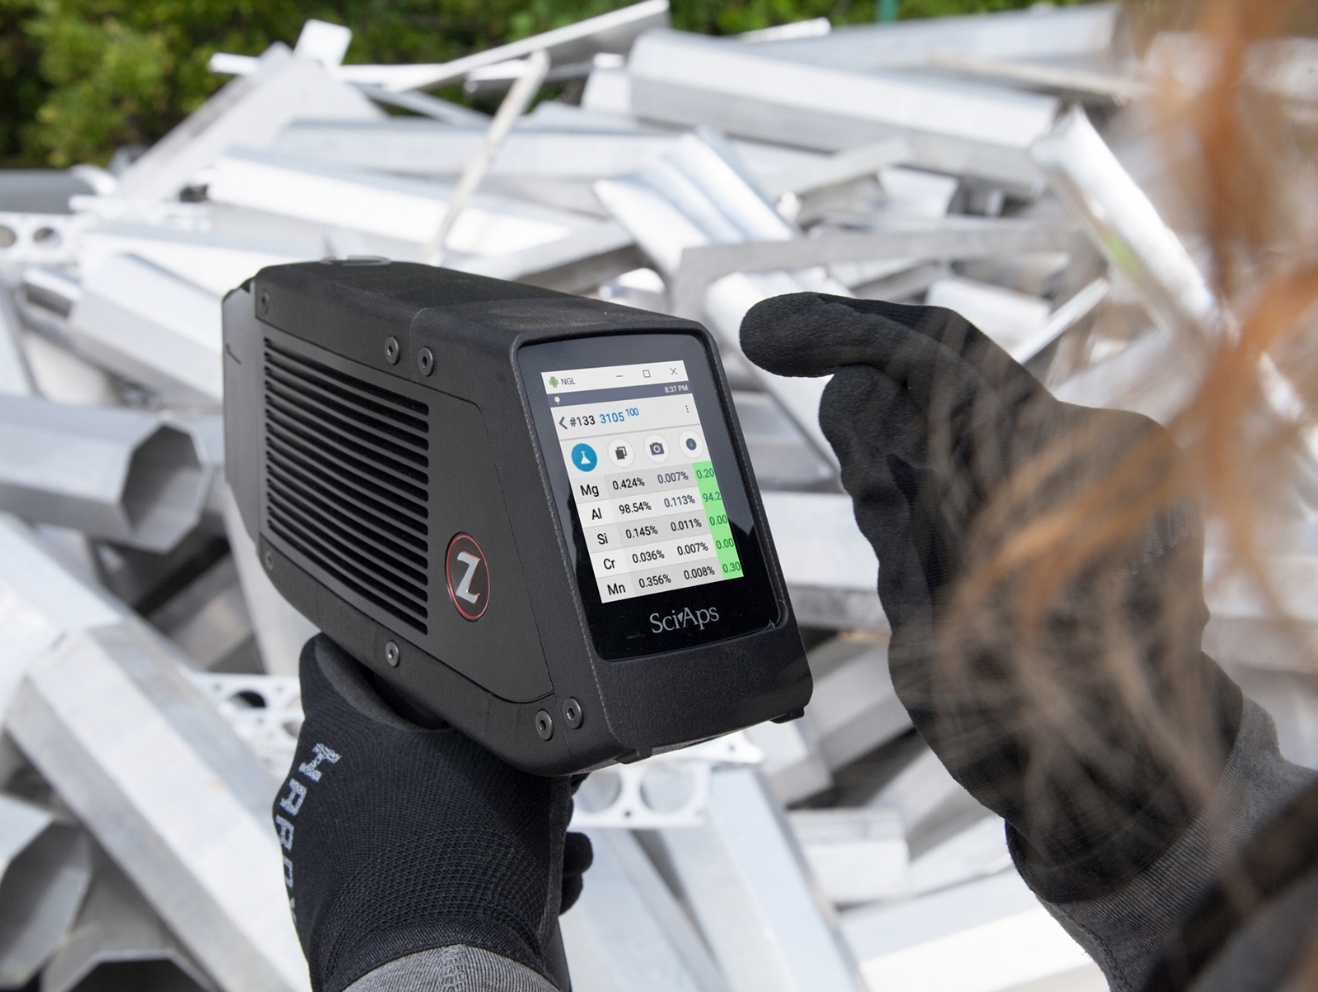 NGL
8:37 PM
#133 3105 100
Mg 0.424% 0.007% 0.20
Al 98.54% 0.113% 94.2
Si 0.145% 0.011% 0.00
Cr 0.036% 0.007% 0.00
Mn 0.356% 0.008% 0.30
SciAps
Z